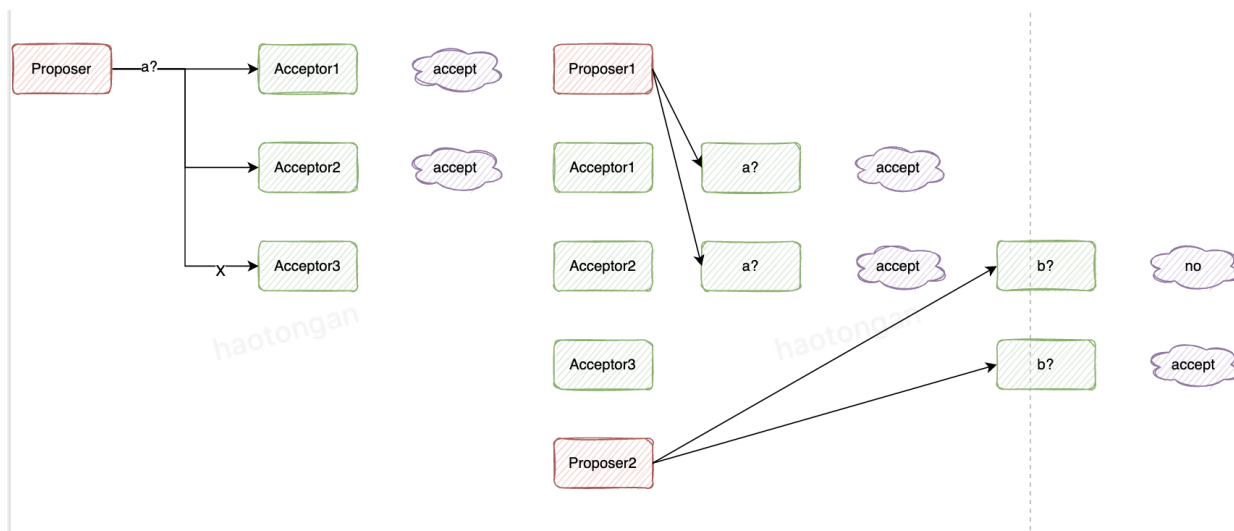 Proposer
a?
Acceptor1
accept
Acceptor2
accept
X
Acceptor3
haotongan
Proposer1
Acceptor1
a?
accept
Acceptor2
a?
accept
b?
no
haotongan
Acceptor3
b?
accept
Proposer2